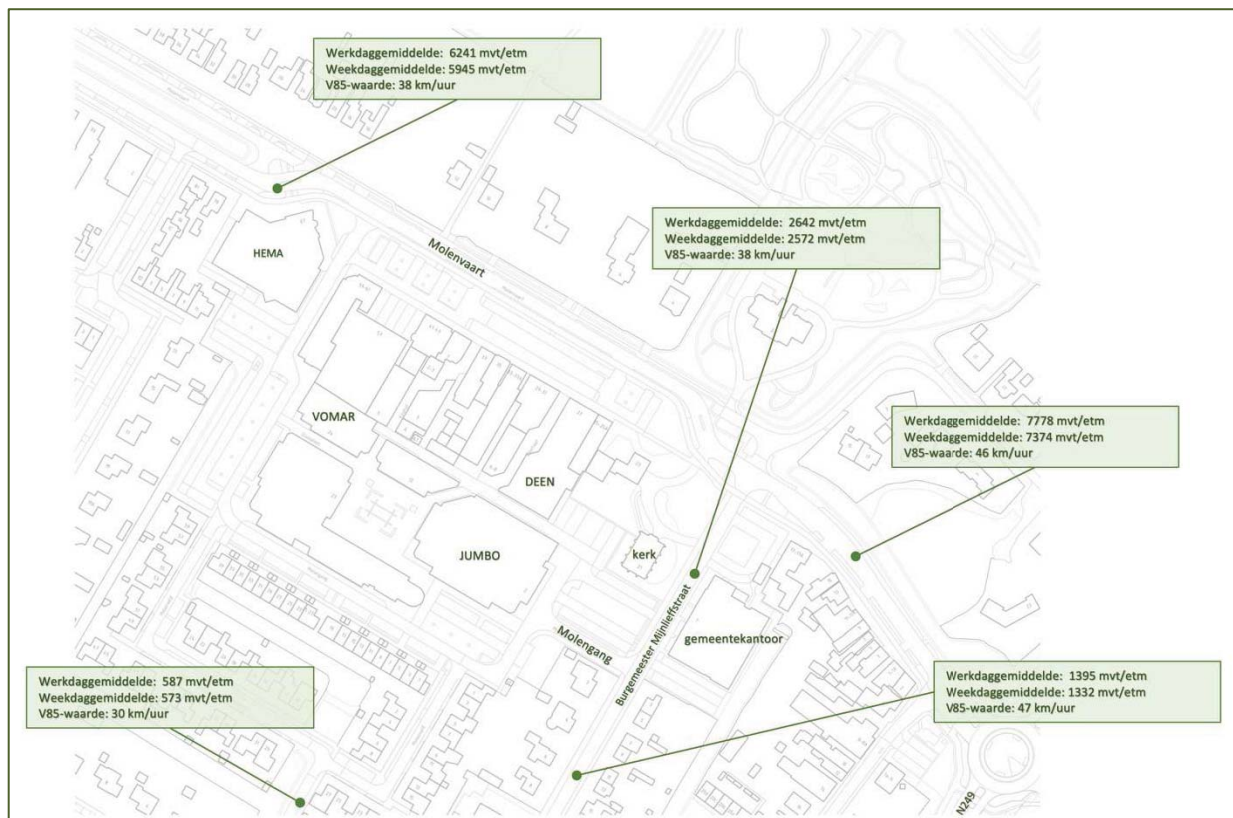 Werkdaggemiddelde: 6241 mvt/etm
Weekdaggemiddelde: 5945 mvt/etm
V85-waarde: 38 km/uur
Werkdaggemiddelde: 2642 mvt/etm
Weekdaggemiddelde: 2572 mvt/etm
V85-waarde: 38 km/uur
HEMA
Molenvaart
VOMAR
Werkdaggemiddelde: 7778 mvt/etm
Weekdaggemiddelde: 7374 mvt/etm
V85-waarde: 46 km/uur
DEEN
JUMBO
kerk
Burgemeester Mijnlieffstraat
Molengang
gemeentekantoor
Werkdaggemiddelde: 587 mvt/etm
Weekdaggemiddelde: 573 mvt/etm
V85-waarde: 30 km/uur
Werkdaggemiddelde: 1395 mvt/etm
Weekdaggemiddelde: 1332 mvt/etm
V85-waarde: 47 km/uur
N249